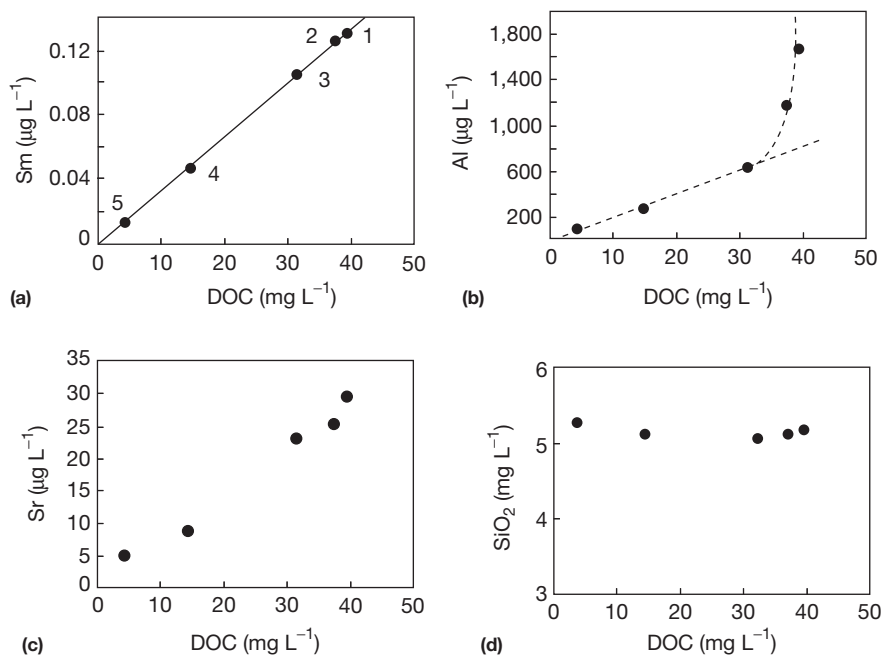 0.12
0.08
0.04
0
Sm (µg L⁻¹)
2
1
3
4
5
0 10 20 30 40 50
(a)
DOC (mg L⁻¹)
1,800
1,400
1,000
600
200
Al (µg L⁻¹)
0 10 20 30 40 50
(b)
DOC (mg L⁻¹)
35
30
25
20
15
10
5
0
Sr (µg L⁻¹)
0 10 20 30 40 50
(c)
DOC (mg L⁻¹)
6
5
4
3
SiO₂ (mg L⁻¹)
0 10 20 30 40 50
(d)
DOC (mg L⁻¹)